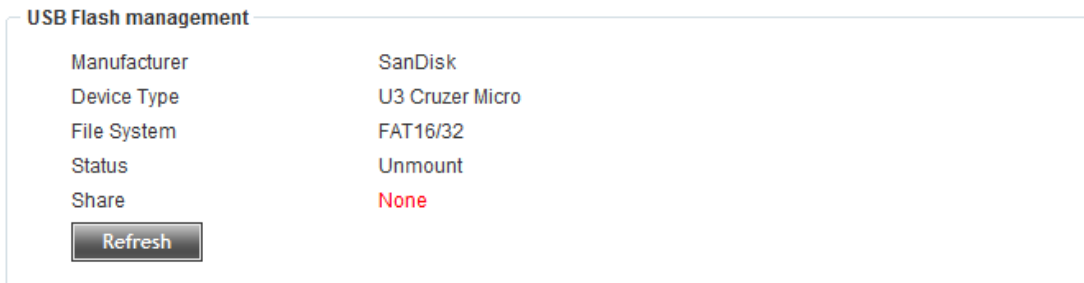 USB Flash management
Manufacturer SanDisk
Device Type U3 Cruzer Micro
File System FAT16/32
Status Unmount
Share None
Refresh